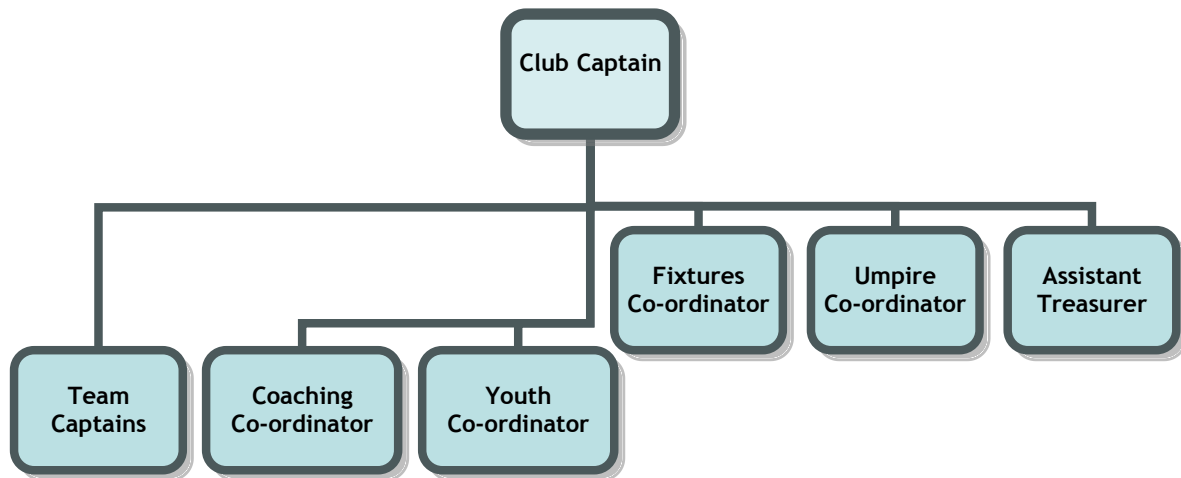 Club Captain
Fixtures
Co-ordinator
Umpire
Co-ordinator
Assistant
Treasurer
Team
Captains
Coaching
Co-ordinator
Youth
Co-ordinator